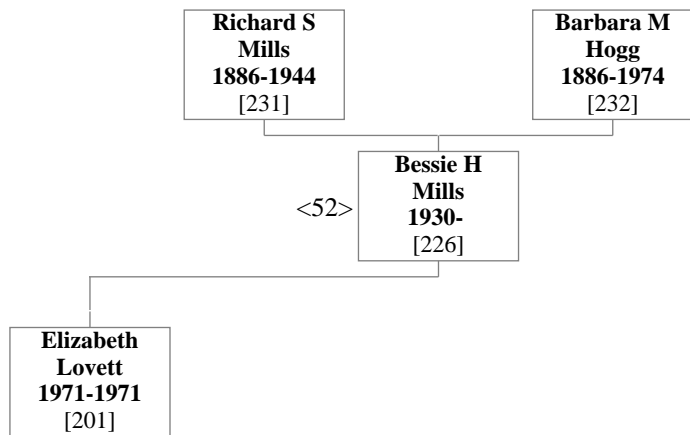 Richard S
Mills
1886-1944
[231]
Barbara M
Hogg
1886-1974
[232]
<52>
Bessie H
Mills
1930-
[226]
Elizabeth
Lovett
1971-1971
[201]